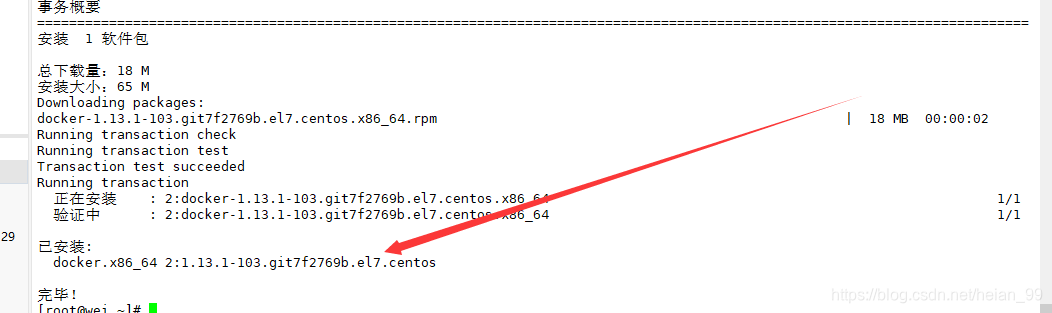 事务概要
================================================================================
安装  1 软件包
总下载量：18 M
安装大小：65 M
Downloading packages:
docker-1.13.1-103.git7f2769b.el7.centos.x86_64.rpm | 18 MB 00:00:02
Running transaction check
Running transaction test
Transaction test succeeded
Running transaction
正在安装 : 2:docker-1.13.1-103.git7f2769b.el7.centos.x86_64 1/1
验证中 : 2:docker-1.13.1-103.git7f2769b.el7.centos.x86_64 1/1
29
已安装:
docker.x86_64 2:1.13.1-103.git7f2769b.el7.centos
完毕！
[root@wei ~]#
https://blog.csdn.net/heian_99